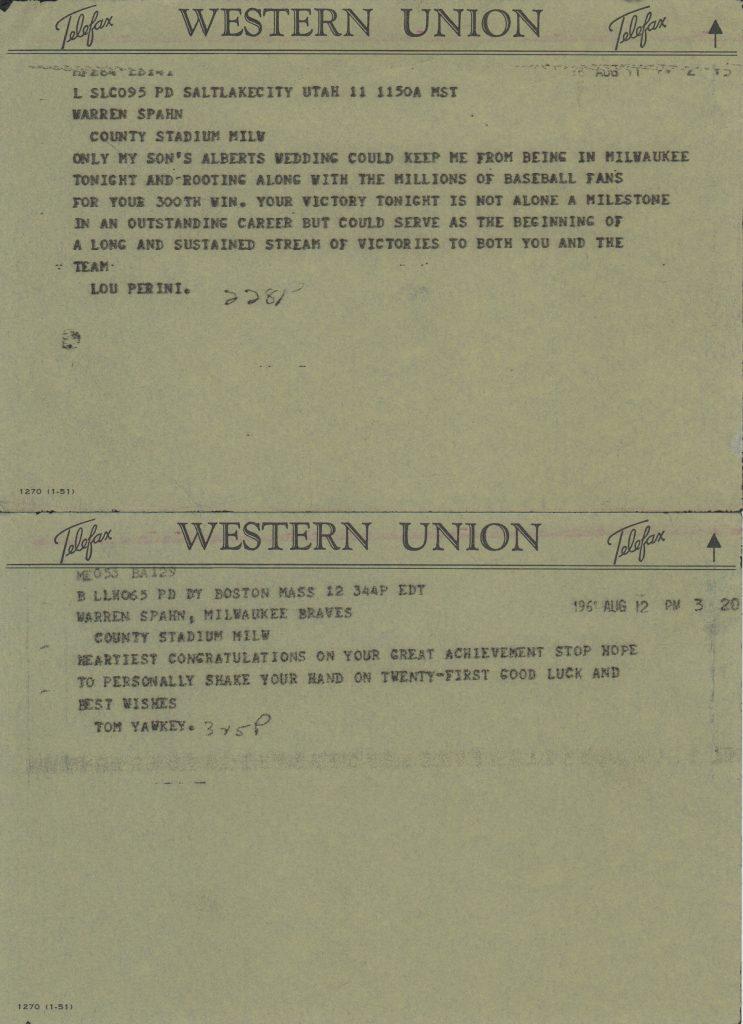 Telefax WESTERN UNION Telefax
AUG 11
L SLC095 PD SALTLAKECITY UTAH 11 1150A MST
WARREN SPAHN
COUNTY STADIUM MILW
ONLY MY SON'S ALBERTS WEDDING COULD KEEP ME FROM BEING IN MILWAUKEE
TONIGHT AND ROOTING ALONG WITH THE MILLIONS OF BASEBALL FANS
FOR YOUR 300TH WIN. YOUR VICTORY TONIGHT IS NOT ALONE A MILESTONE
IN AN OUTSTANDING CAREER BUT COULD SERVE AS THE BEGINNING OF
A LONG AND SUSTAINED STREAM OF VICTORIES TO BOTH YOU AND THE
TEAM
LOU PERINI. 228P
1270 (1-51)
Telefax WESTERN UNION Telefax
ME053 BA129
B LLH065 PD BY BOSTON MASS 12 344P EDT
1961 AUG 12 PM 3 20
WARREN SPAHN, MILWAUKEE BRAVES
COUNTY STADIUM MILW
HEARTIEST CONGRATULATIONS ON YOUR GREAT ACHIEVEMENT STOP HOPE
TO PERSONALLY SHAKE YOUR HAND ON TWENTY-FIRST GOOD LUCK AND
BEST WISHES
TOM YAWKEY. 325P
1270 (1-51)